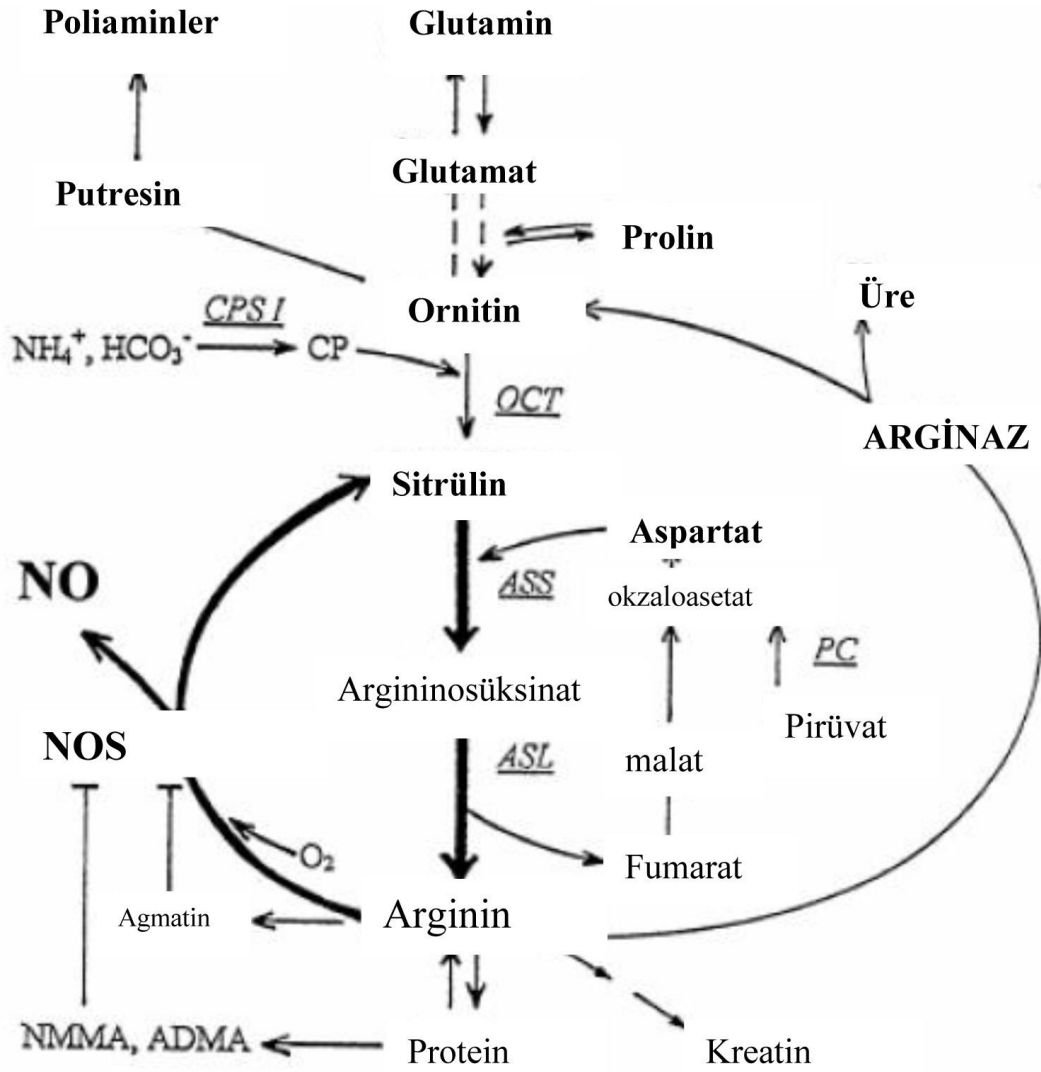 Poliaminler
Glutamin
Glutamat
Putresin
Prolin
Üre
Ornitin
CPS I
NH₄⁺, HCO₃⁻
CP
OCT
ARGİNAZ
Sitrülin
Aspartat
NO
ASS
okzaloasetat
PC
Argininosüksinat
Pirüvat
NOS
ASL
malat
O₂
Fumarat
Agmatin
Arginin
NMMA, ADMA
Protein
Kreatin